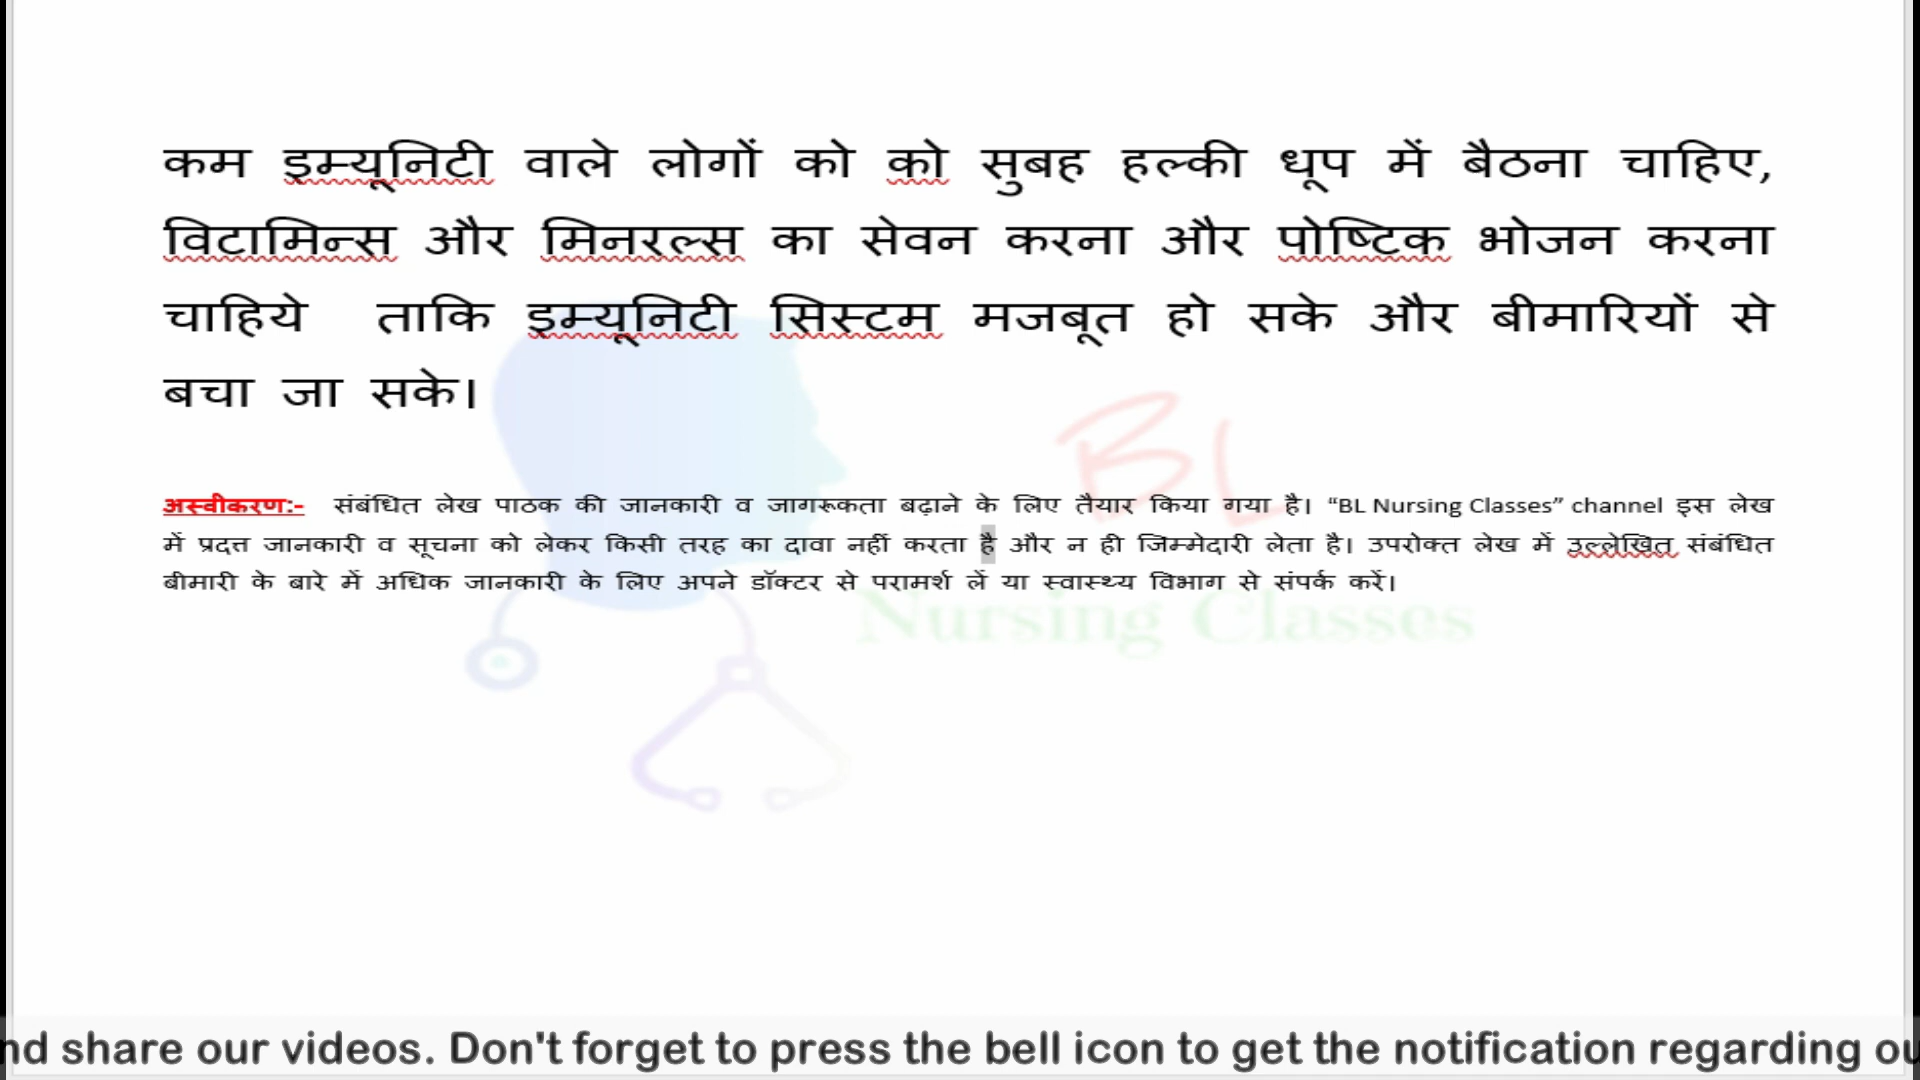 कम इम्यूनिटी वाले लोगों को को सुबह हल्की धूप में बैठना चाहिए,
विटामिन्स और मिनरल्स का सेवन करना और पोष्टिक भोजन करना
चाहिये ताकि इम्यूनिटी सिस्टम मजबूत हो सके और बीमारियों से
बचा जा सके।
BL
अस्वीकरण:- संबंधित लेख पाठक की जानकारी व जागरूकता बढ़ाने के लिए तैयार किया गया है। “BL Nursing Classes” channel इस लेख
में प्रदत्त जानकारी व सूचना को लेकर किसी तरह का दावा नहीं करता है और न ही जिम्मेदारी लेता है। उपरोक्त लेख में उल्लेखित संबंधित
बीमारी के बारे में अधिक जानकारी के लिए अपने डॉक्टर से परामर्श लें या स्वास्थ्य विभाग से संपर्क करें।
Nursing Classes
nd share our videos. Don't forget to press the bell icon to get the notification regarding ou